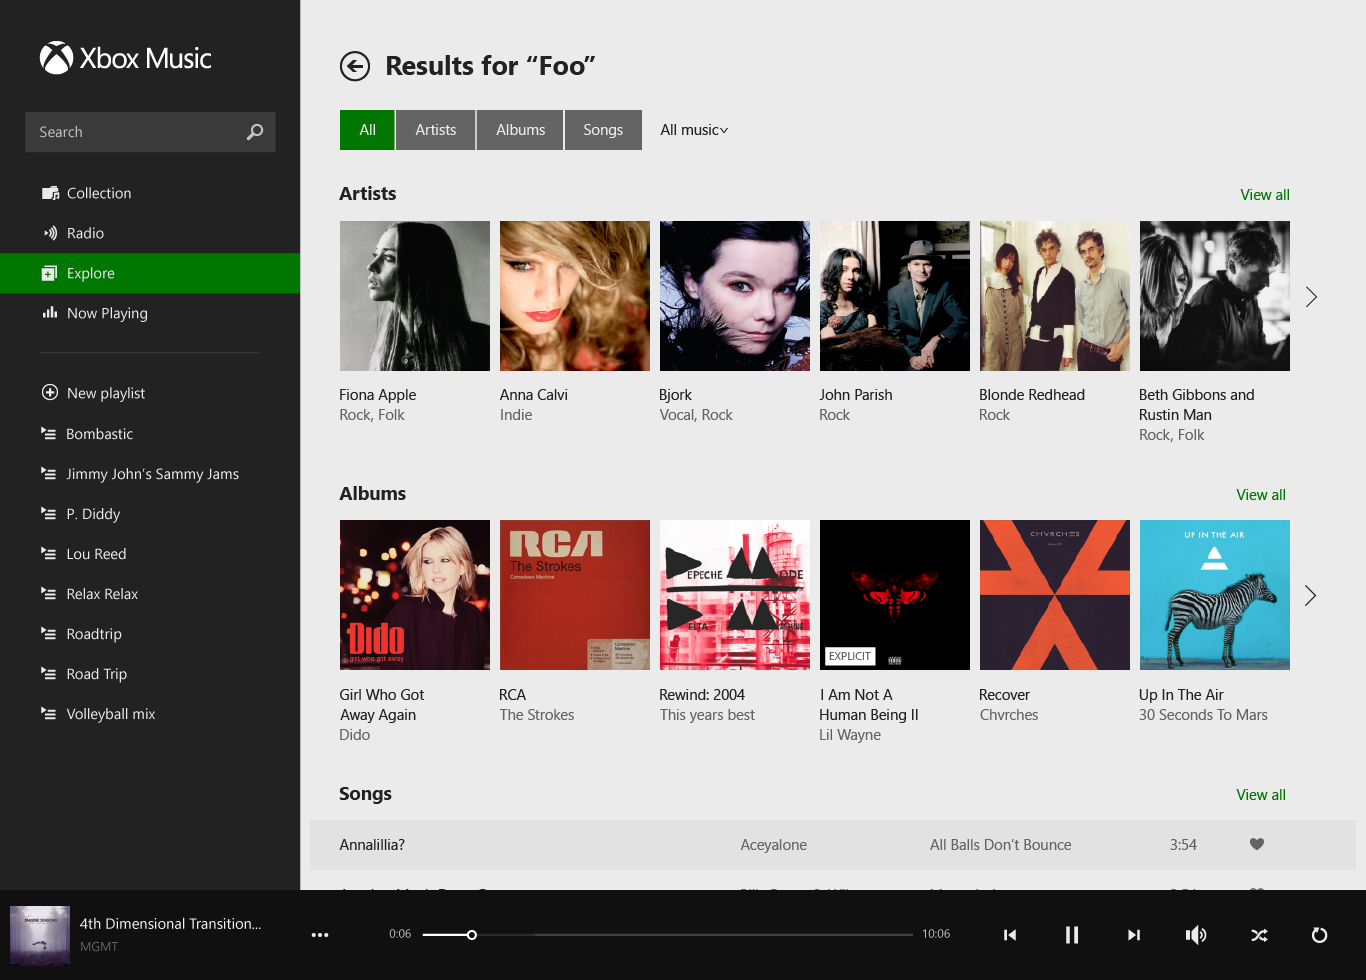 Xbox Music
Search
Collection
Radio
Explore
Now Playing
New playlist
Bombastic
Jimmy John's Sammy Jams
P. Diddy
Lou Reed
Relax Relax
Roadtrip
Road Trip
Volleyball mix
Results for “Foo”
All
Artists
Albums
Songs
All music
Artists
View all
Fiona Apple
Rock, Folk
Anna Calvi
Indie
Bjork
Vocal, Rock
John Parish
Rock
Blonde Redhead
Rock
Beth Gibbons and
Rustin Man
Rock, Folk
Albums
View all
Dido
girl who got away
RCA
The Strokes
Comedown Machine
EPECHE
ODE
ELTA
MACHINE
EXPLICIT
CHVRCHES
UP IN THE AIR
Girl Who Got
Away Again
Dido
RCA
The Strokes
Rewind: 2004
This years best
I Am Not A
Human Being II
Lil Wayne
Recover
Chvrches
Up In The Air
30 Seconds To Mars
Songs
View all
Annalillia?
Aceyalone
All Balls Don't Bounce
3:54
4th Dimensional Transition...
MGMT
0:06
10:06